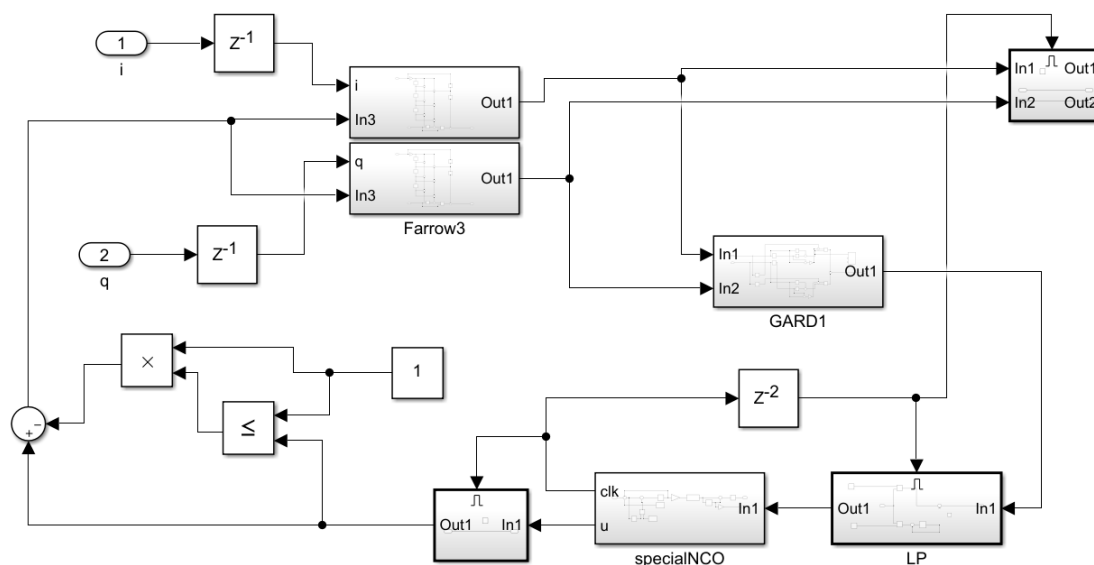 1
i
Z-1
i
In3
Out1
In1
In2
Out1
Out2
q
In3
Out1
Farrow3
2
q
Z-1
In1
In2
Out1
GARD1
×
1
≤
Z-2
+
−
Out1
In1
clk
u
In1
specialNCO
Out1
In1
LP